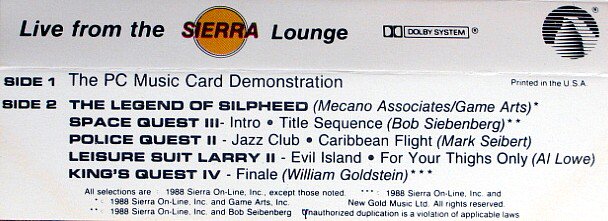 Live from the SIERRA Lounge DOLBY SYSTEM ®
SIDE 1 The PC Music Card Demonstration Printed in the U.S.A.
SIDE 2 THE LEGEND OF SILPHEED (Mecano Associates/Game Arts)*
SPACE QUEST III- Intro • Title Sequence (Bob Siebenberg)**
POLICE QUEST II - Jazz Club • Caribbean Flight (Mark Seibert)
LEISURE SUIT LARRY II - Evil Island • For Your Thighs Only (Al Lowe)
KING'S QUEST IV - Finale (William Goldstein)***
All selections are : 1988 Sierra On-Line, Inc., except those noted. *** : 1988 Sierra On-Line, Inc. and
* : 1988 Sierra On-Line, Inc. and Game Arts, Inc. New Gold Music Ltd. All rights reserved.
** : 1988 Sierra On-Line, Inc. and Bob Seibenberg Unauthorized duplication is a violation of applicable laws